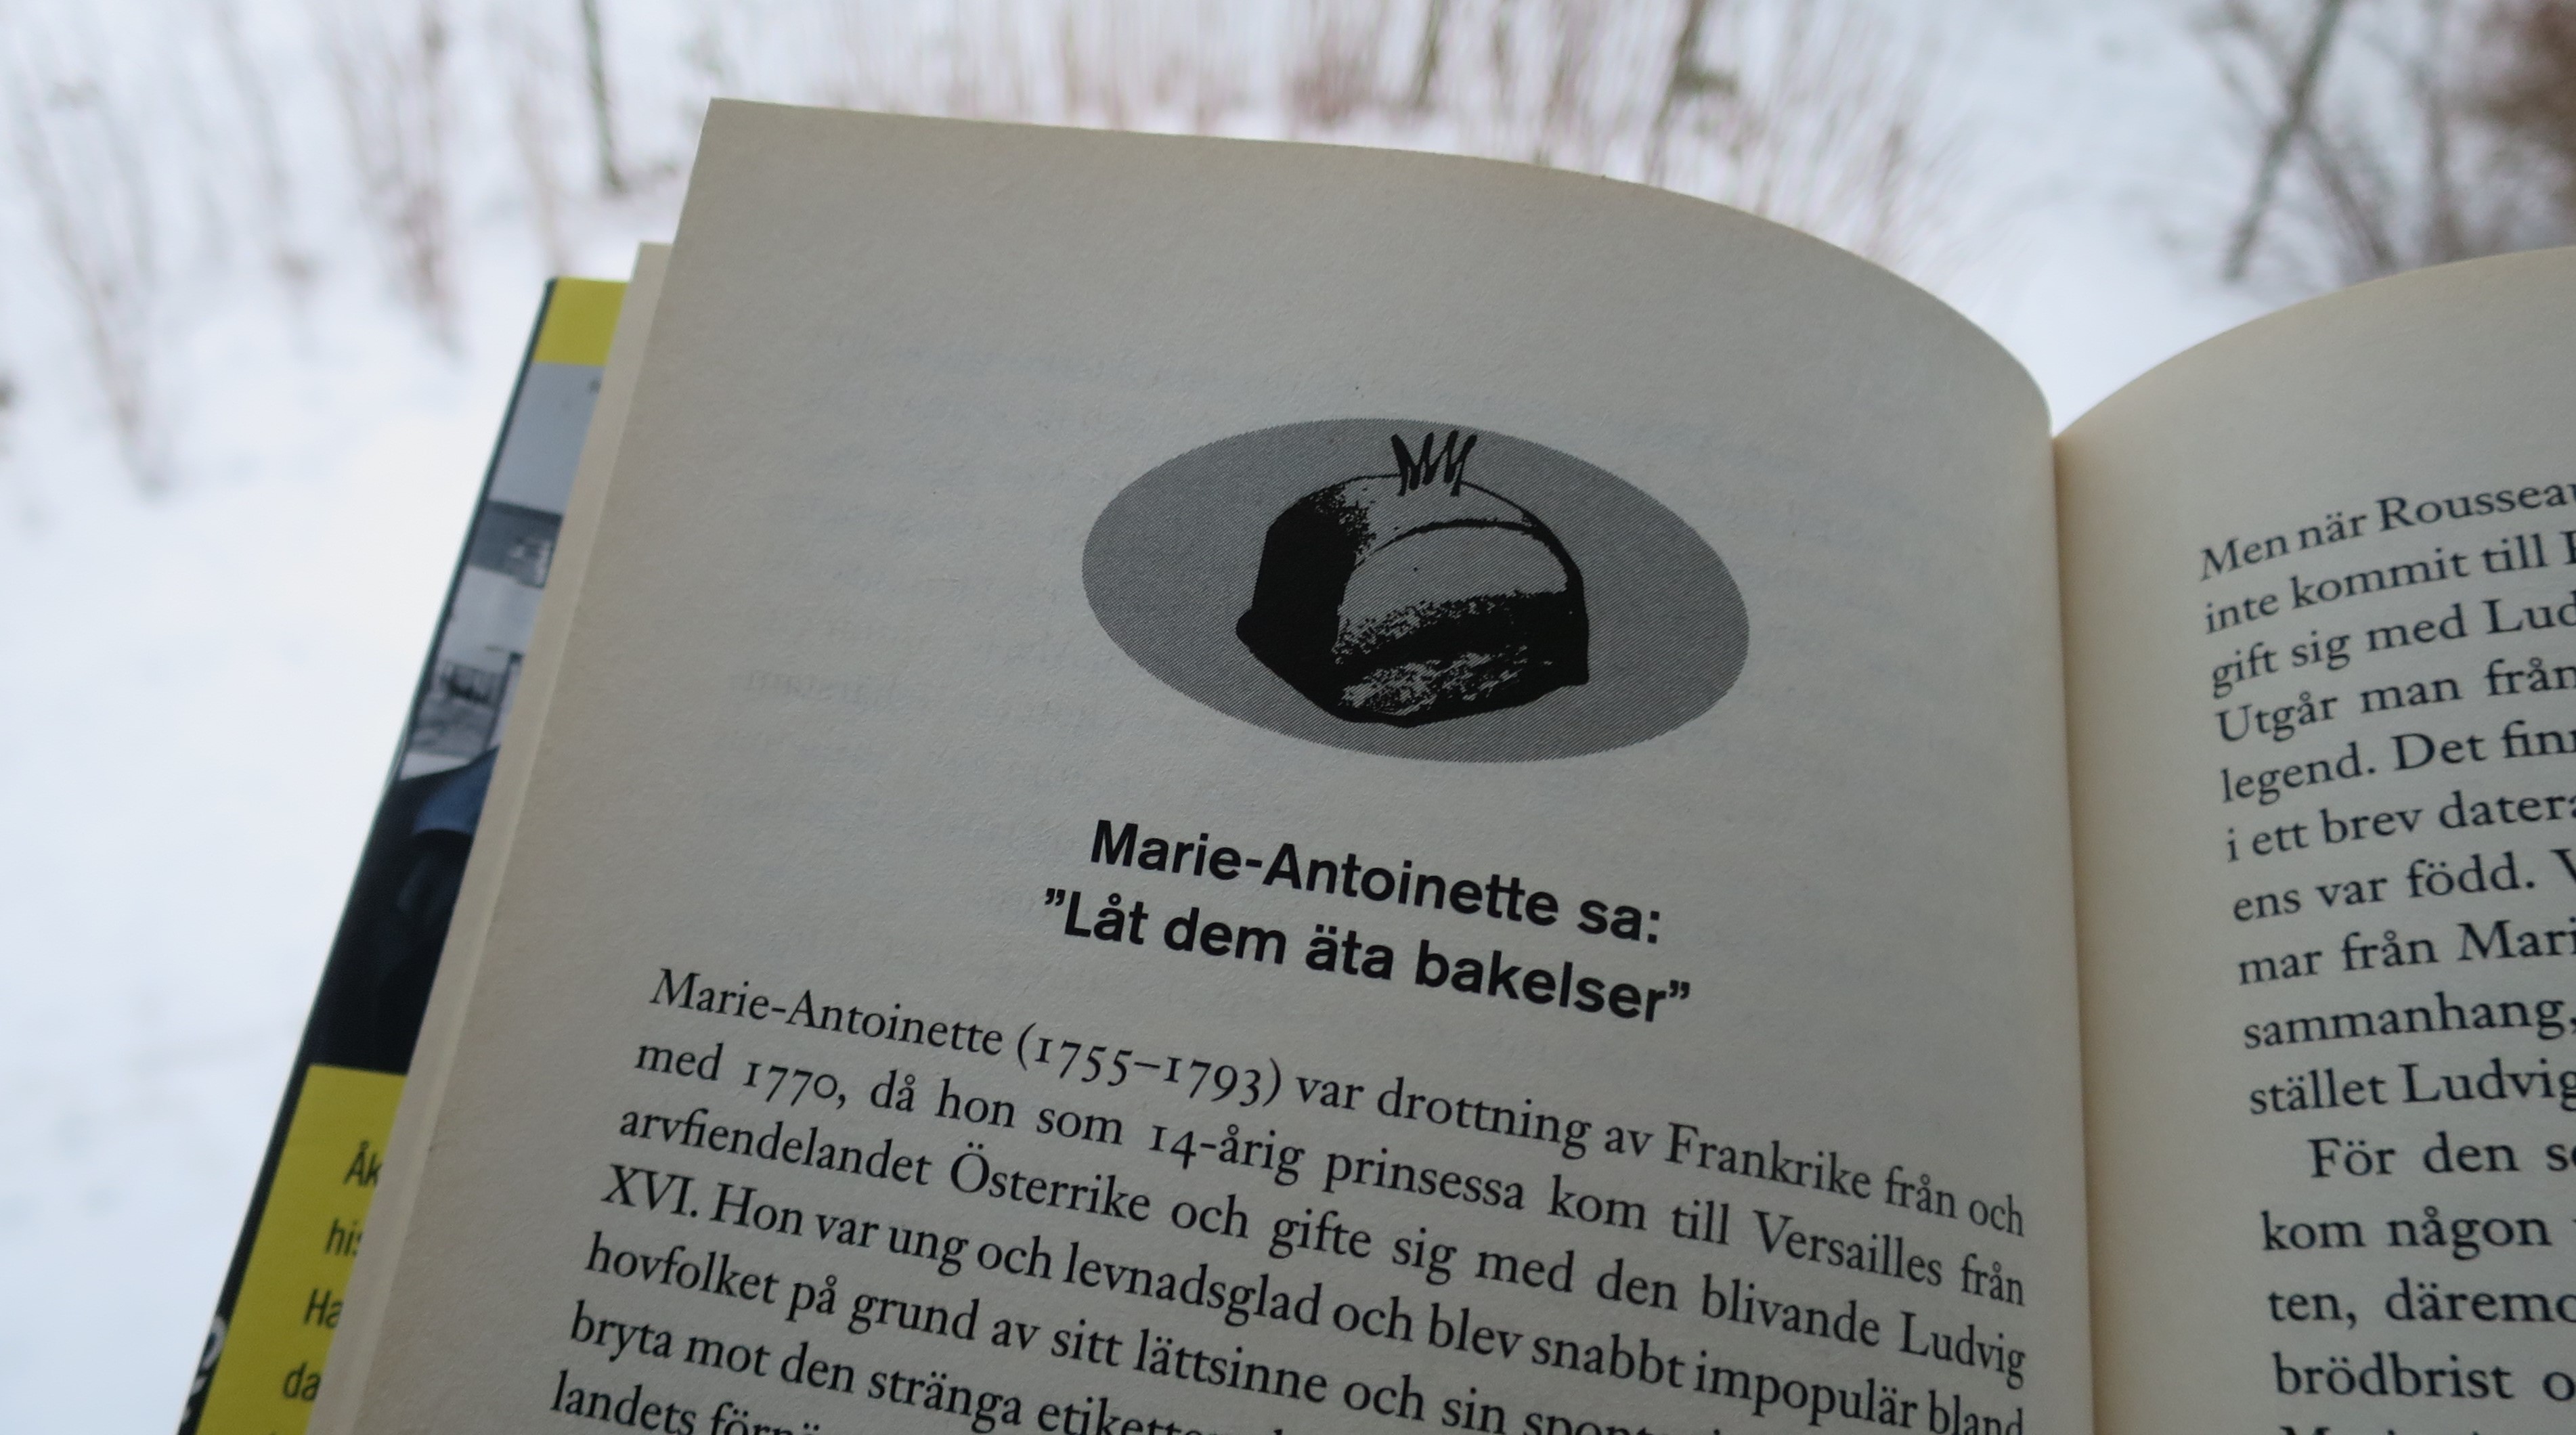 Marie-Antoinette sa:
”Låt dem äta bakelser”
Marie-Antoinette (1755–1793) var drottning av Frankrike från och
med 1770, då hon som 14-årig prinsessa kom till Versailles från
arvfiendelandet Österrike och gifte sig med den blivande Ludvig
XVI. Hon var ung och levnadsglad och blev snabbt impopulär bland
hovfolket på grund av sitt lättsinne och sin
bryta mot den stränga
landets
Men när
inte kommit till
gift sig med
Utgår man från
legend. Det
i ett brev
ens var född.
mar från
sammanhang,
stället Ludvig
För den
kom någon
ten,
brödbrist